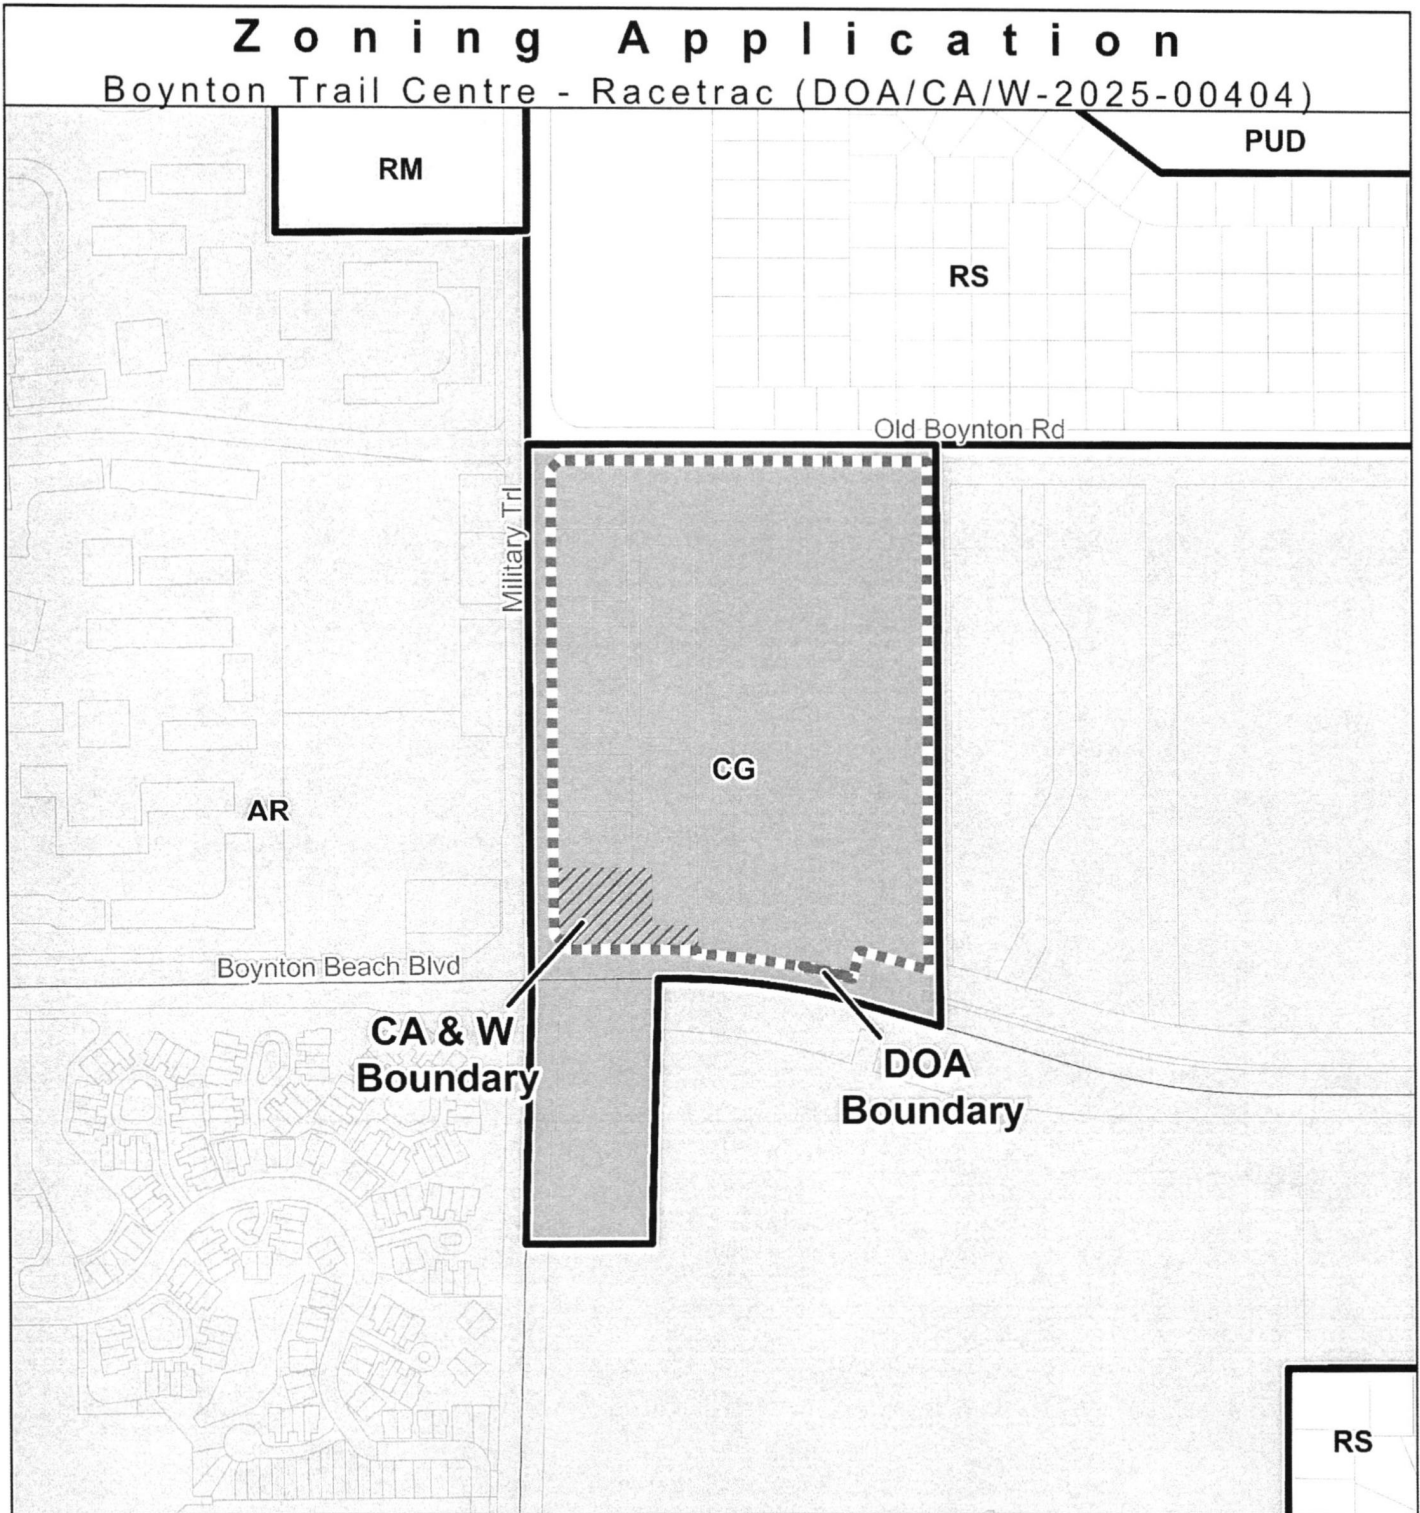 Zoning Application
Boynton Trail Centre - Racetrac (DOA/CA/W-2025-00404)
PUD
RM
RS
Old Boynton Rd
Military Trl
CG
AR
Boynton Beach Blvd
CA & W
Boundary
DOA
Boundary
RS